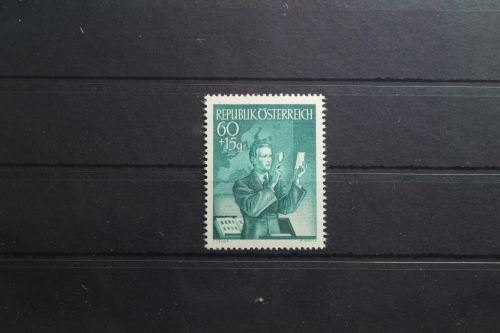 REPUBLIK ÖSTERREICH
60
+15g